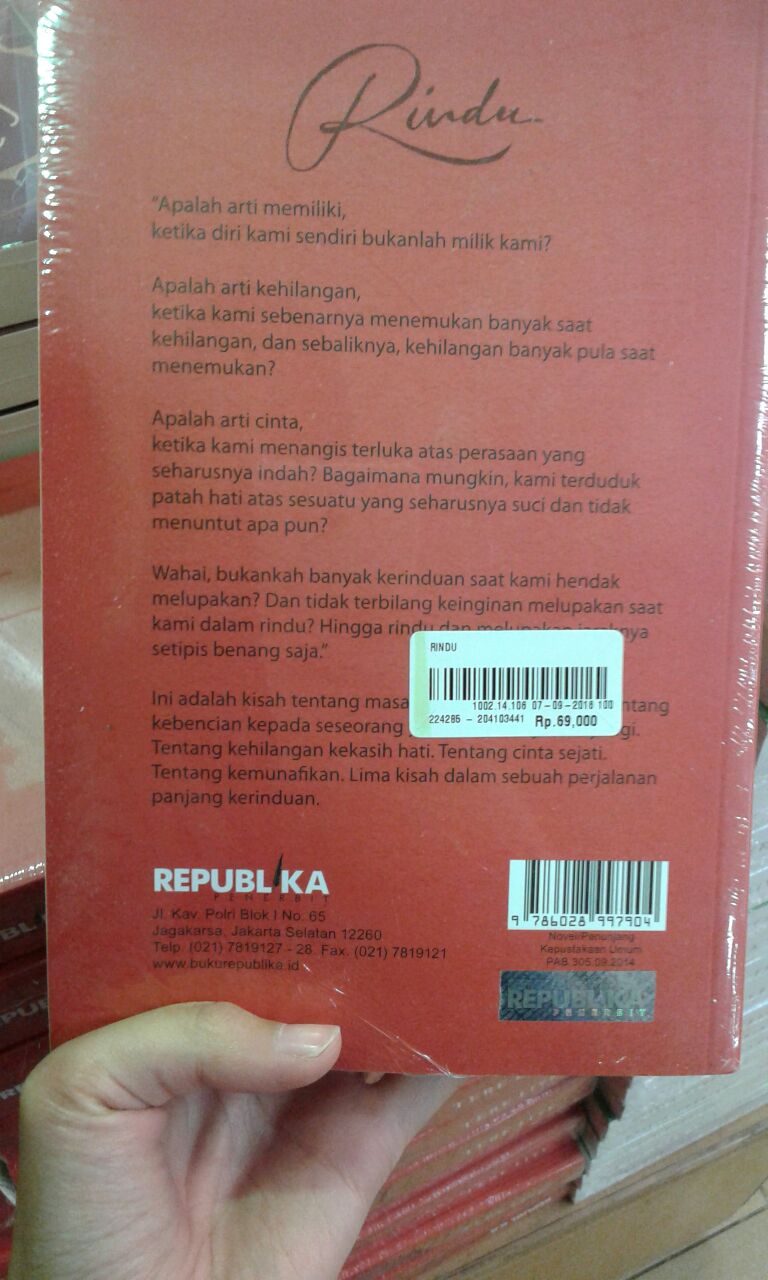 Rindu..
"Apalah arti memiliki,
ketika diri kami sendiri bukanlah milik kami?
Apalah arti kehilangan,
ketika kami sebenarnya menemukan banyak saat
kehilangan, dan sebaliknya, kehilangan banyak pula saat
menemukan?
Apalah arti cinta,
ketika kami menangis terluka atas perasaan yang
seharusnya indah? Bagaimana mungkin, kami terduduk
patah hati atas sesuatu yang seharusnya suci dan tidak
menuntut apa pun?
Wahai, bukankah banyak kerinduan saat kami hendak
melupakan? Dan tidak terbilang keinginan melupakan saat
kami dalam rindu? Hingga rindu dan melupakan jaraknya
setipis benang saja."
RINDU
1002.14.106 07-09-2018 100
224285 - 204103441 Rp.69,000
Ini adalah kisah tentang masa
kebencian kepada seseorang
Tentang kehilangan kekasih hati. Tentang cinta sejati.
Tentang kemunafikan. Lima kisah dalam sebuah perjalanan
panjang kerinduan.
REPUBLIKA
PENERBIT
Jl. Kav. Polri Blok I No. 65
Jagakarsa, Jakarta Selatan 12260
Telp. (021) 7819127 - 28. Fax. (021) 7819121
www.bukurepublika.id
9 786028 997904
Novel/Penunjang
Kepustakaan Umum
PAB 305.09.2014
REPUBLIKA
PENERBIT